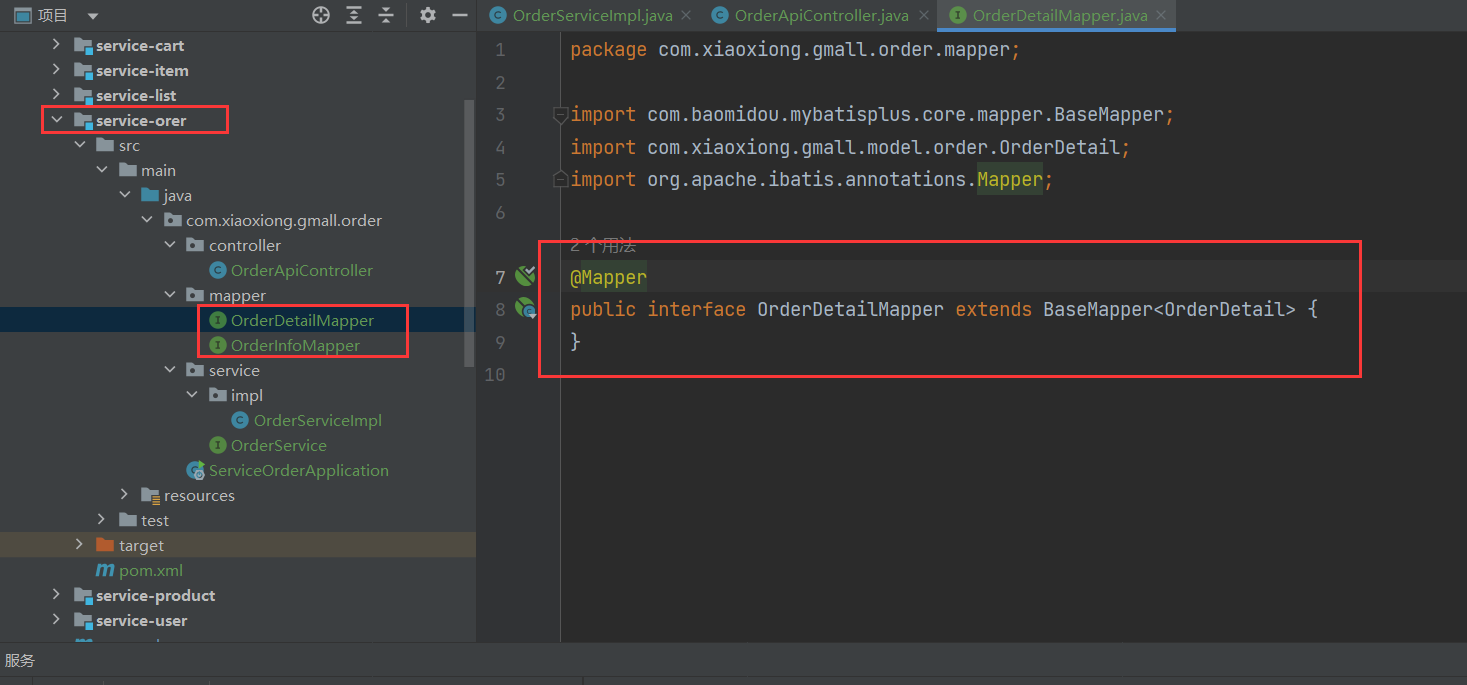 项目
service-cart
service-item
service-list
service-orer
src
main
java
com.xiaoxiong.gmall.order
controller
OrderApiController
mapper
OrderDetailMapper
OrderInfoMapper
service
impl
OrderServiceImpl
OrderService
ServiceOrderApplication
resources
test
target
pom.xml
service-product
service-user
服务
OrderServiceImpl.java
OrderApiController.java
OrderDetailMapper.java
1 package com.xiaoxiong.gmall.order.mapper;
2
3 import com.baomidou.mybatisplus.core.mapper.BaseMapper;
4 import com.xiaoxiong.gmall.model.order.OrderDetail;
5 import org.apache.ibatis.annotations.Mapper;
6
2 个用法
7 @Mapper
8 public interface OrderDetailMapper extends BaseMapper<OrderDetail> {
9 }
10